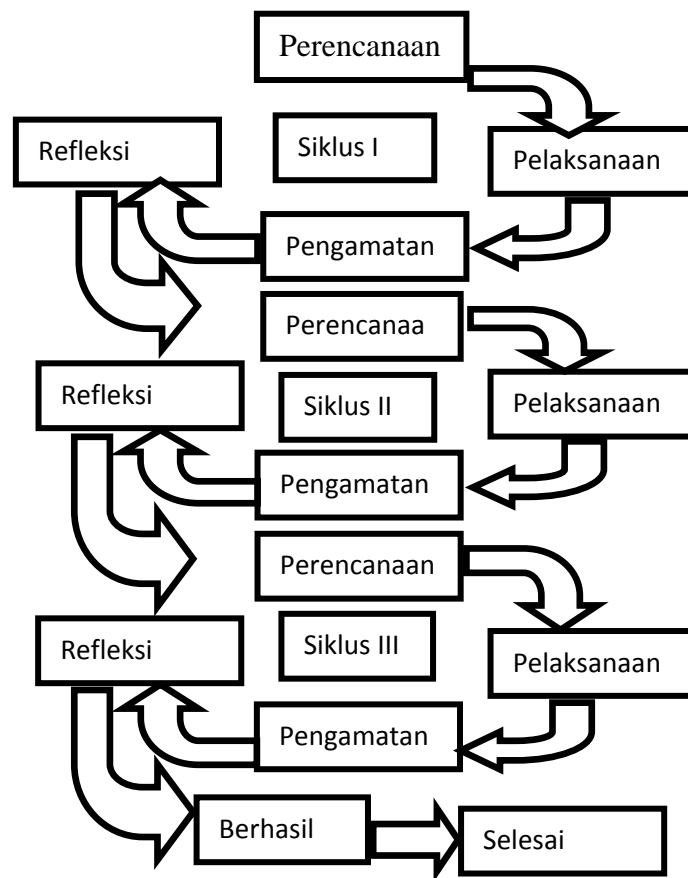 Perencanaan
Refleksi
Siklus I
Pelaksanaan
Pengamatan
Perencanaa
Refleksi
Siklus II
Pelaksanaan
Pengamatan
Perencanaan
Refleksi
Siklus III
Pelaksanaan
Pengamatan
Berhasil
Selesai